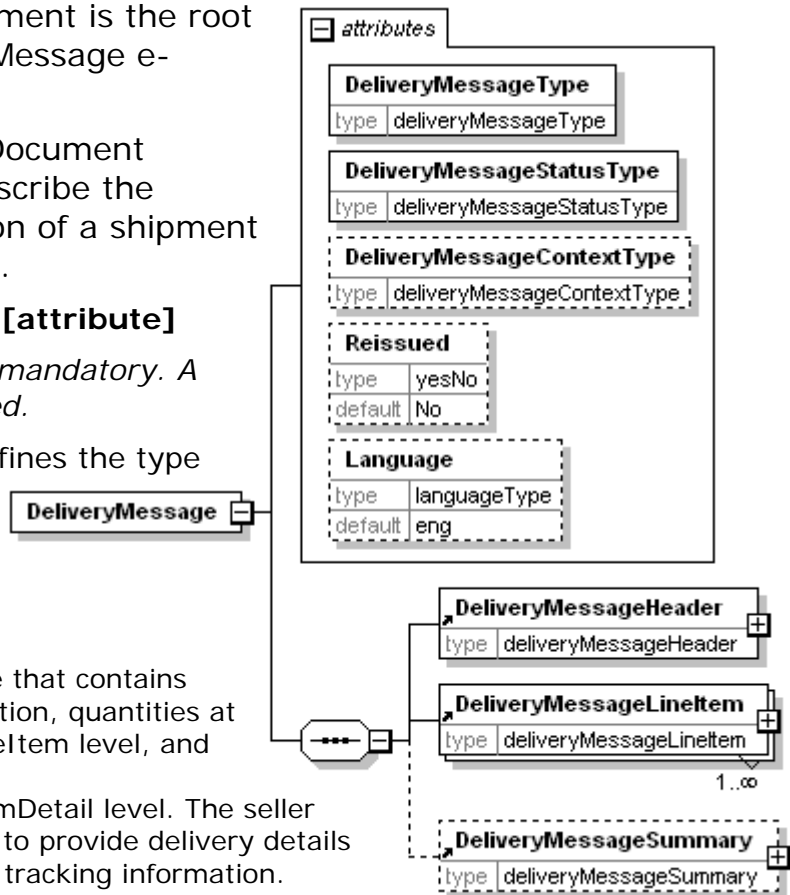 ment is the root
Message e-
Document
scribe the
on of a shipment
.
[attribute]
mandatory. A
ed.
fines the type
e that contains
tion, quantities at
eItem level, and
mDetail level. The seller
to provide delivery details
tracking information.
DeliveryMessage
attributes
DeliveryMessageType
type deliveryMessageType
DeliveryMessageStatusType
type deliveryMessageStatusType
DeliveryMessageContextType
type deliveryMessageContextType
Reissued
type yesNo
default No
Language
type languageType
default eng
DeliveryMessageHeader
type deliveryMessageHeader
DeliveryMessageLineItem
type deliveryMessageLineItem
1..∞
DeliveryMessageSummary
type deliveryMessageSummary